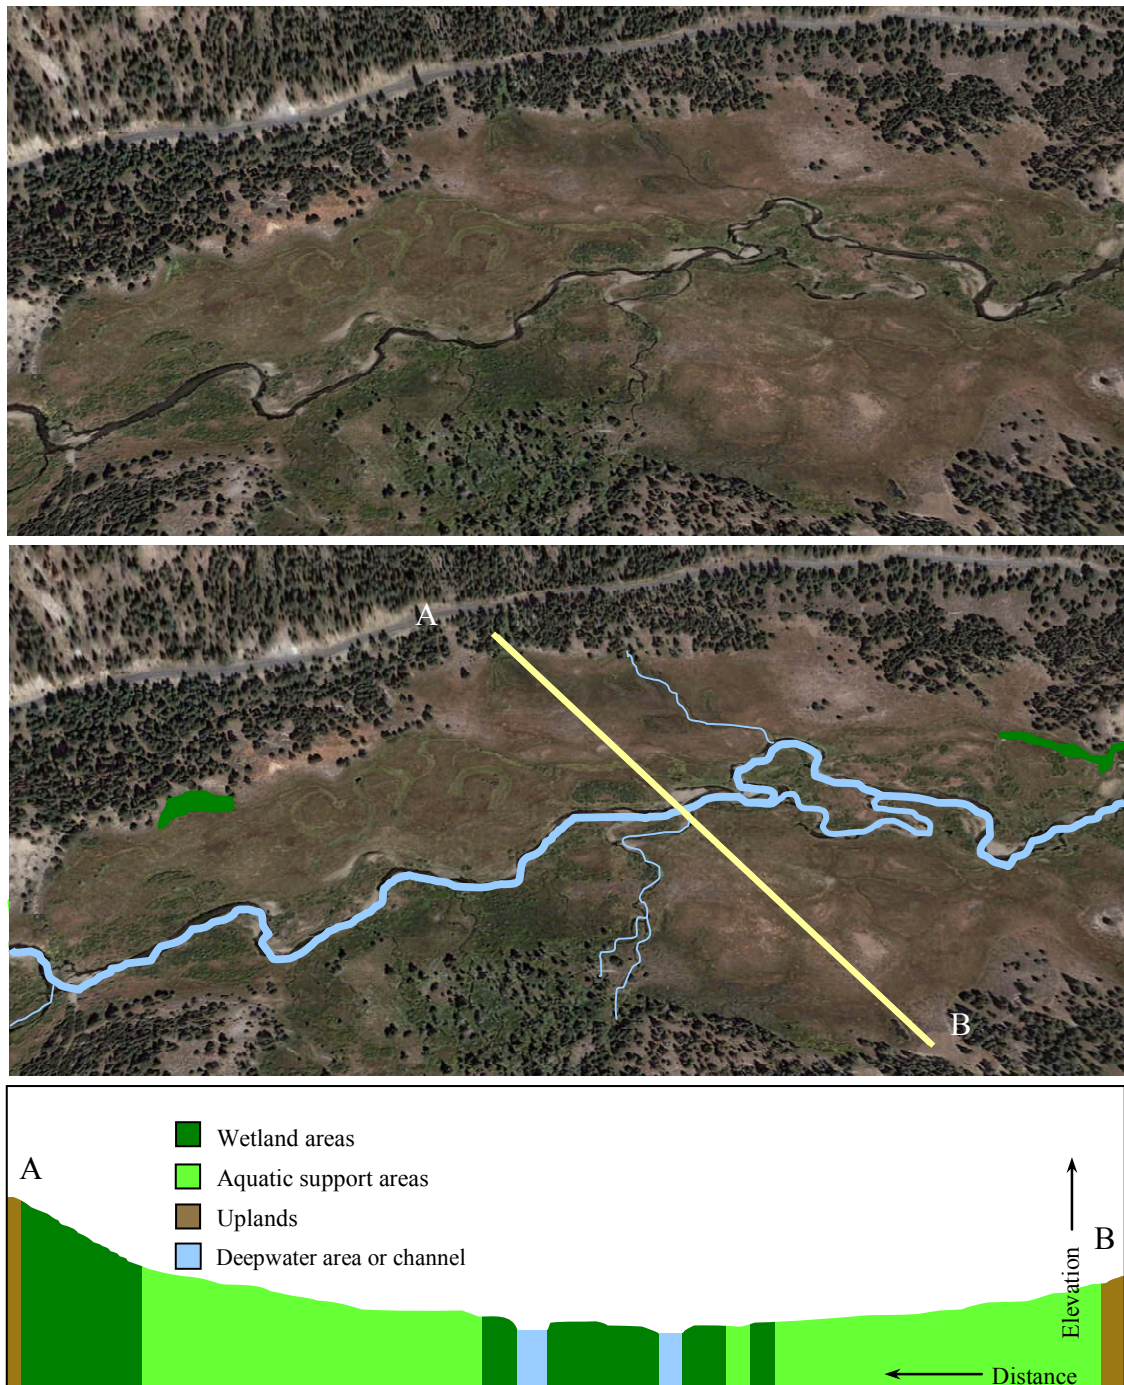 A
B
Wetland areas
A
Aquatic support areas
Uplands
B
Deepwater area or channel
Elevation
Distance